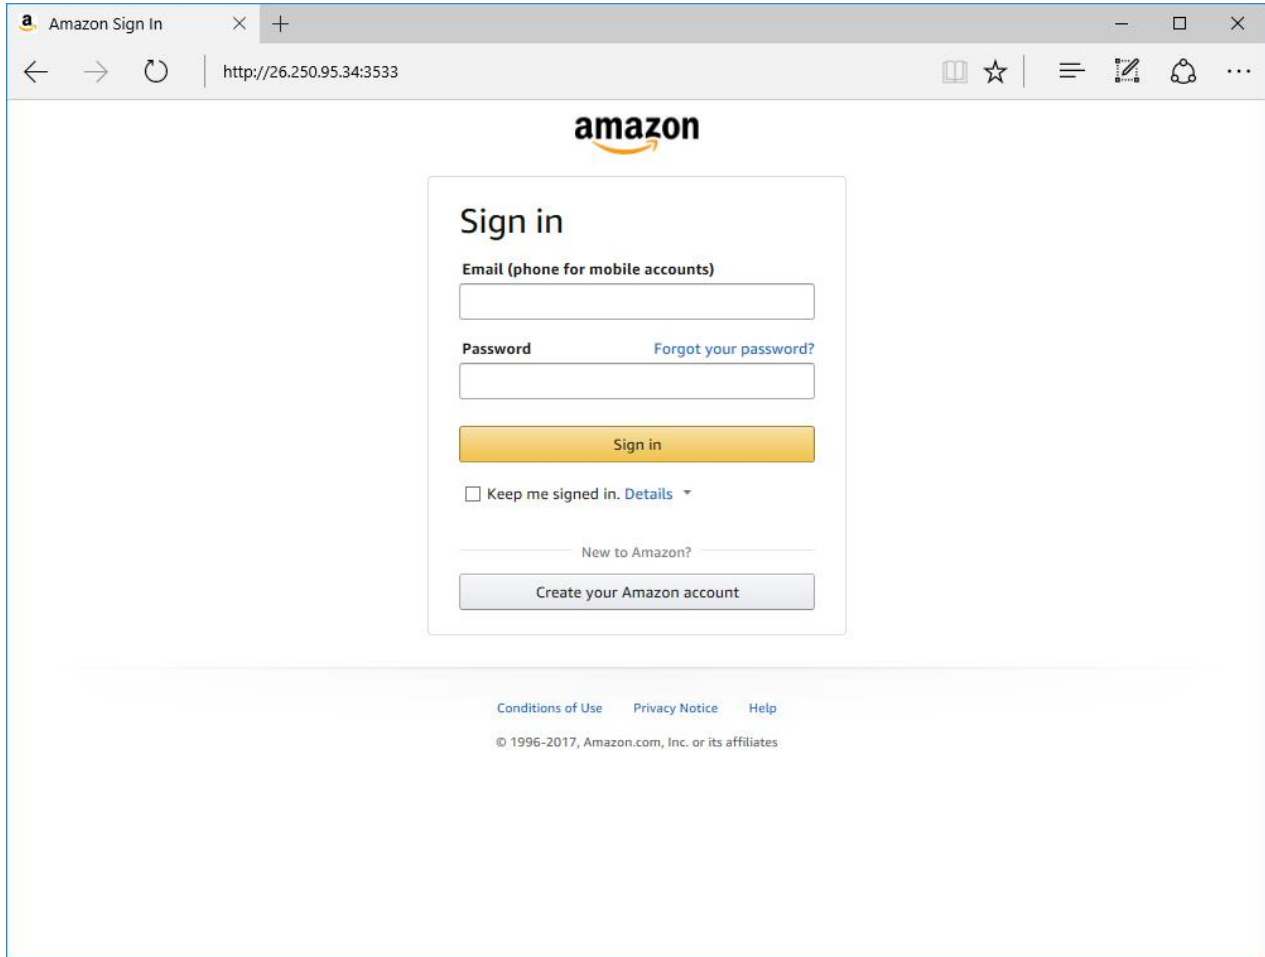 Amazon Sign In
http://26.250.95.34:3533
amazon
Sign in
Email (phone for mobile accounts)
Password Forgot your password?
Sign in
Keep me signed in. Details
New to Amazon?
Create your Amazon account
Conditions of Use Privacy Notice Help
© 1996-2017, Amazon.com, Inc. or its affiliates